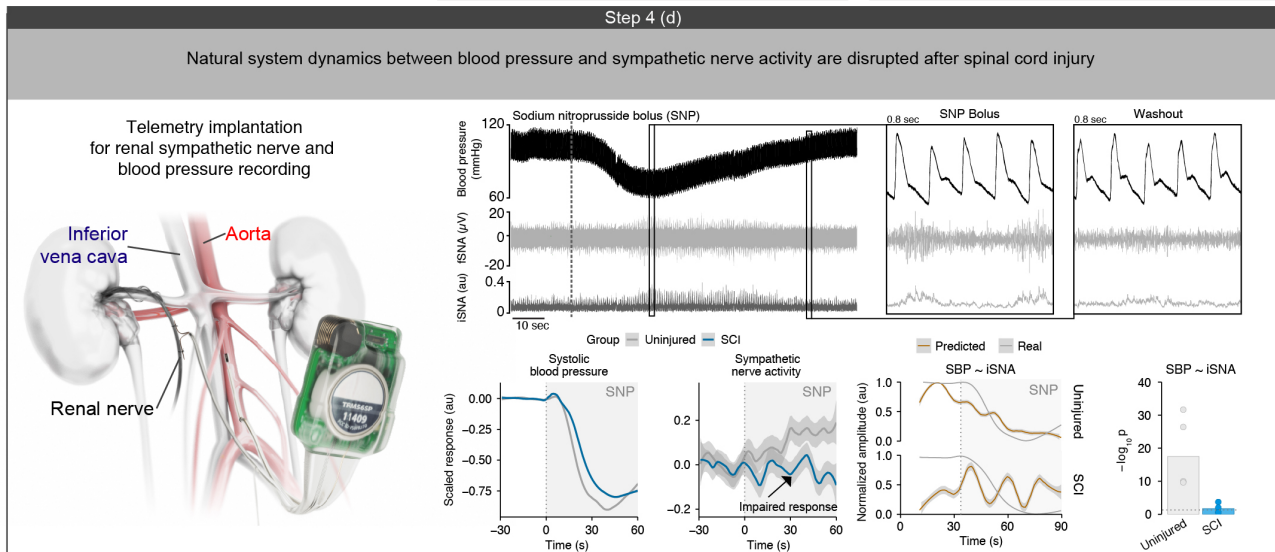 Step 4 (d)
Natural system dynamics between blood pressure and sympathetic nerve activity are disrupted after spinal cord injury
Telemetry implantation
for renal sympathetic nerve and
blood pressure recording
Inferior
vena cava
Aorta
Renal nerve
11409
Sodium nitroprusside bolus (SNP)
120
60
Blood pressure
(mmHg)
20
0
-20
fSNA (µV)
0.4
0
iSNA (au)
10 sec
SNP Bolus
0.8 sec
Washout
0.8 sec
Group
Uninjured
SCI
Systolic
blood pressure
SNP
0.00
−0.25
−0.50
−0.75
Scaled response (au)
−30
0
30
60
Time (s)
Sympathetic
nerve activity
SNP
0.2
0.0
−0.2
Impaired response
−30
0
30
60
Time (s)
Predicted
Real
SBP ~ iSNA
SNP
1.0
0.5
0.0
Uninjured
1.0
0.5
0.0
SCI
Normalized amplitude (au)
0
30
60
90
Time (s)
SBP ~ iSNA
40
30
20
10
0
−log10 p
Uninjured
SCI